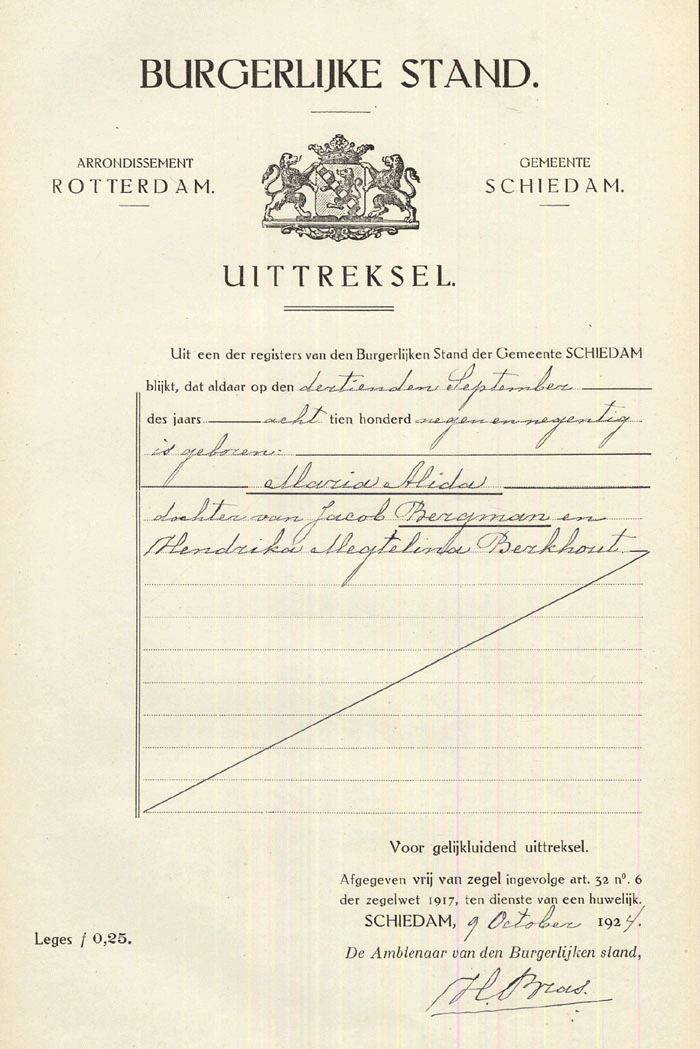 BURGERLIJKE STAND.
ARRONDISSEMENT
ROTTERDAM.
GEMEENTE
SCHIEDAM.
UITTREKSEL.
Uit een der registers van den Burgerlijken Stand der Gemeente SCHIEDAM
blijkt, dat aldaar op den dertienden September
des jaars acht tien honderd negen en negentig
is geboren:
Maria Alida
dochter van Jacob Bergman en
Hendrika Megtelina Berkhout
Voor gelijkluidend uittreksel.
Afgegeven vrij van zegel ingevolge art. 32 nº. 6
der zegelwet 1917, ten dienste van een huwelijk.
SCHIEDAM, 9 October 1924.
Leges ƒ 0,25.
De Ambtenaar van den Burgerlijken stand,
H. Bras.